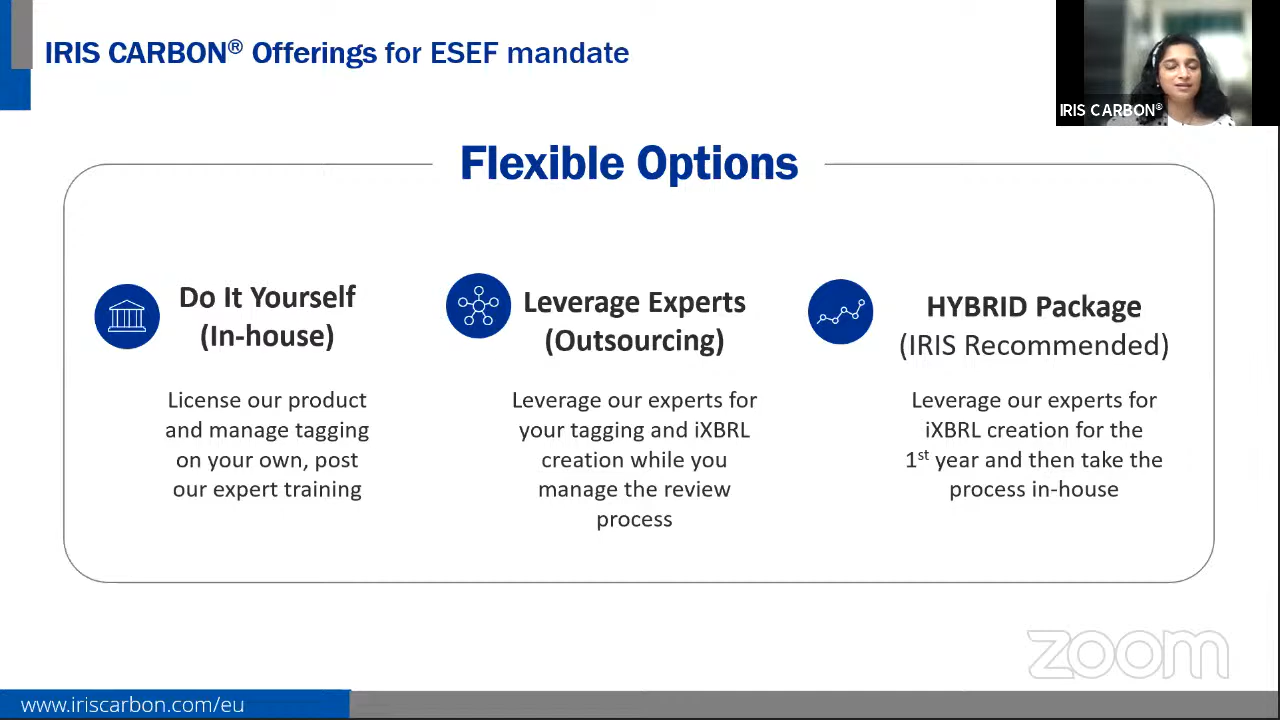 IRIS CARBON® Offerings for ESEF mandate
IRIS CARBON®
Flexible Options
Do It Yourself
(In-house)
License our product
and manage tagging
on your own, post
our expert training
Leverage Experts
(Outsourcing)
Leverage our experts for
your tagging and iXBRL
creation while you
manage the review
process
HYBRID Package
(IRIS Recommended)
Leverage our experts for
iXBRL creation for the
1st year and then take the
process in-house
zoom
www.iriscarbon.com/eu